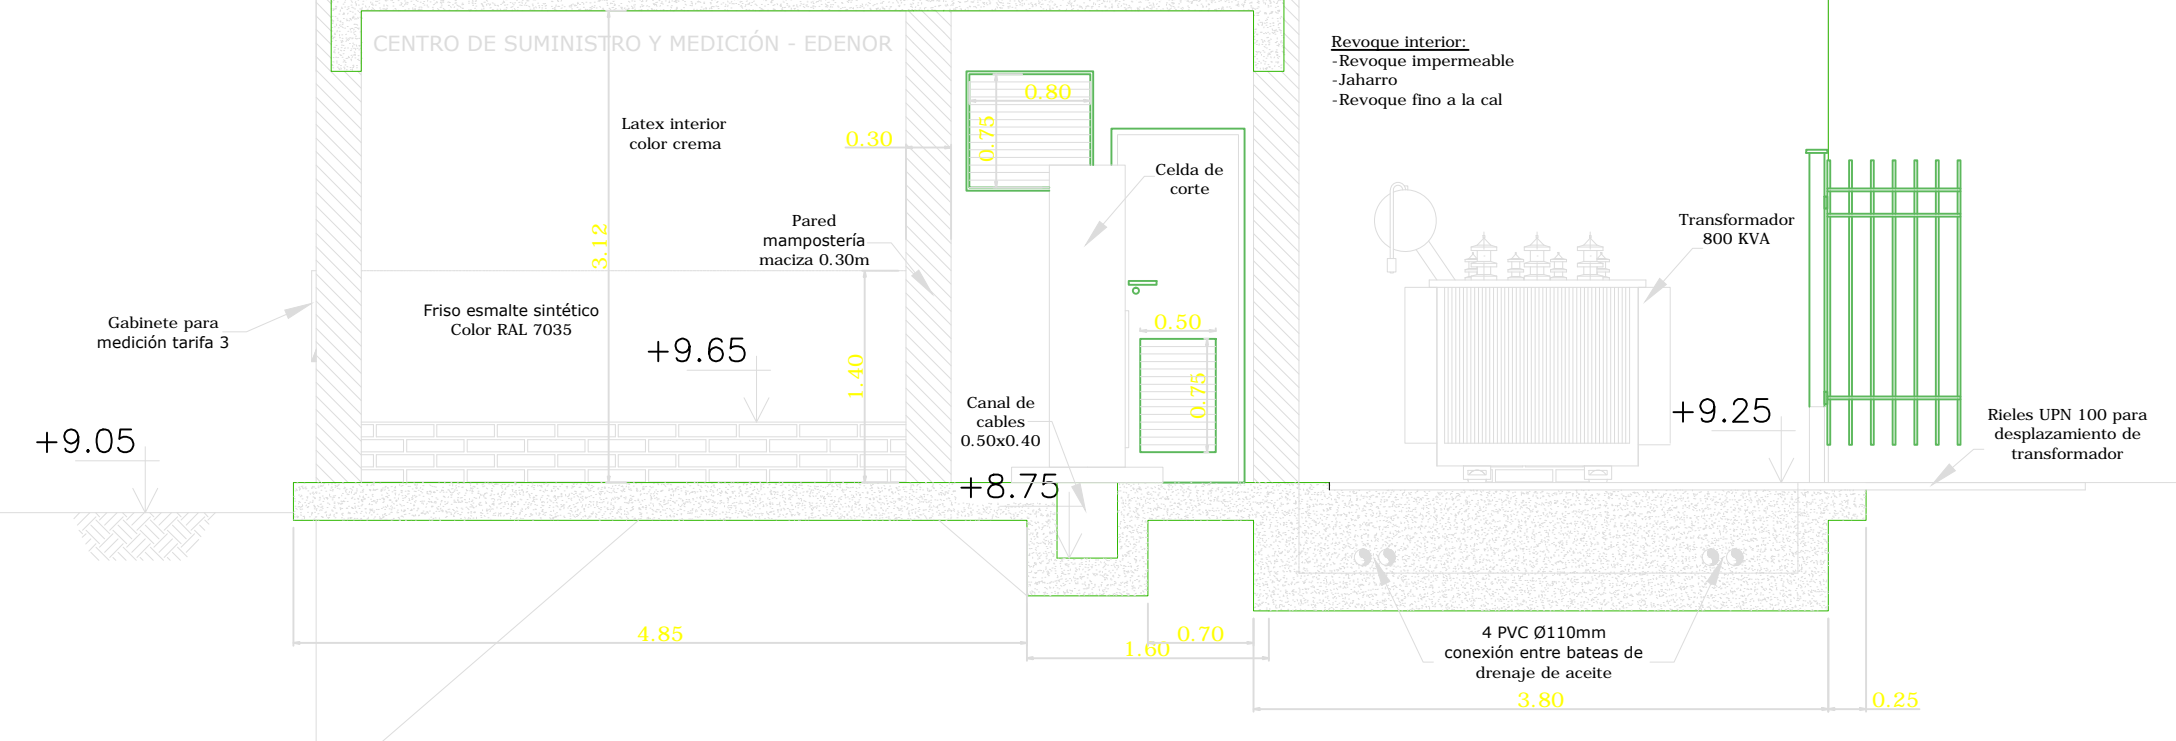 CENTRO DE SUMINISTRO Y MEDICIÓN - EDENOR
Revoque interior:
-Revoque impermeable
-Jaharro
-Revoque fino a la cal
0.80
0.75
Latex interior
color crema
0.30
Celda de
corte
3.12
Pared
mampostería
maciza 0.30m
Transformador
800 KVA
Gabinete para
medición tarifa 3
Friso esmalte sintético
Color RAL 7035
+9.65
1.40
0.50
0.75
Canal de
cables
0.50x0.40
+9.25
Rieles UPN 100 para
desplazamiento de
transformador
+9.05
+8.75
4.85
0.70
1.60
4 PVC Ø110mm
conexión entre bateas de
drenaje de aceite
3.80
0.25